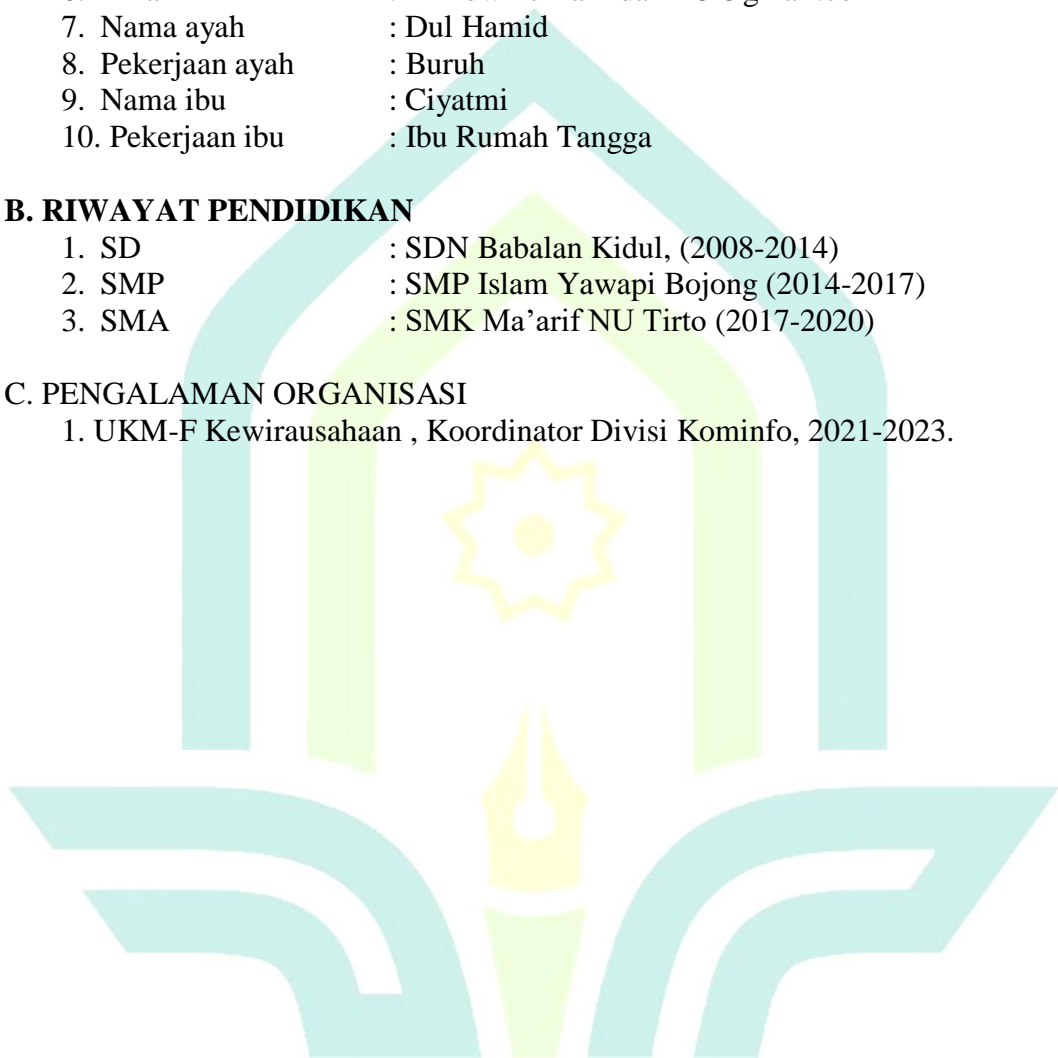 7. Nama ayah : Dul Hamid
8. Pekerjaan ayah : Buruh
9. Nama ibu : Ciyatmi
10. Pekerjaan ibu : Ibu Rumah Tangga
B. RIWAYAT PENDIDIKAN
1. SD : SDN Babalan Kidul, (2008-2014)
2. SMP : SMP Islam Yawapi Bojong (2014-2017)
3. SMA : SMK Ma’arif NU Tirto (2017-2020)
C. PENGALAMAN ORGANISASI
1. UKM-F Kewirausahaan , Koordinator Divisi Kominfo, 2021-2023.